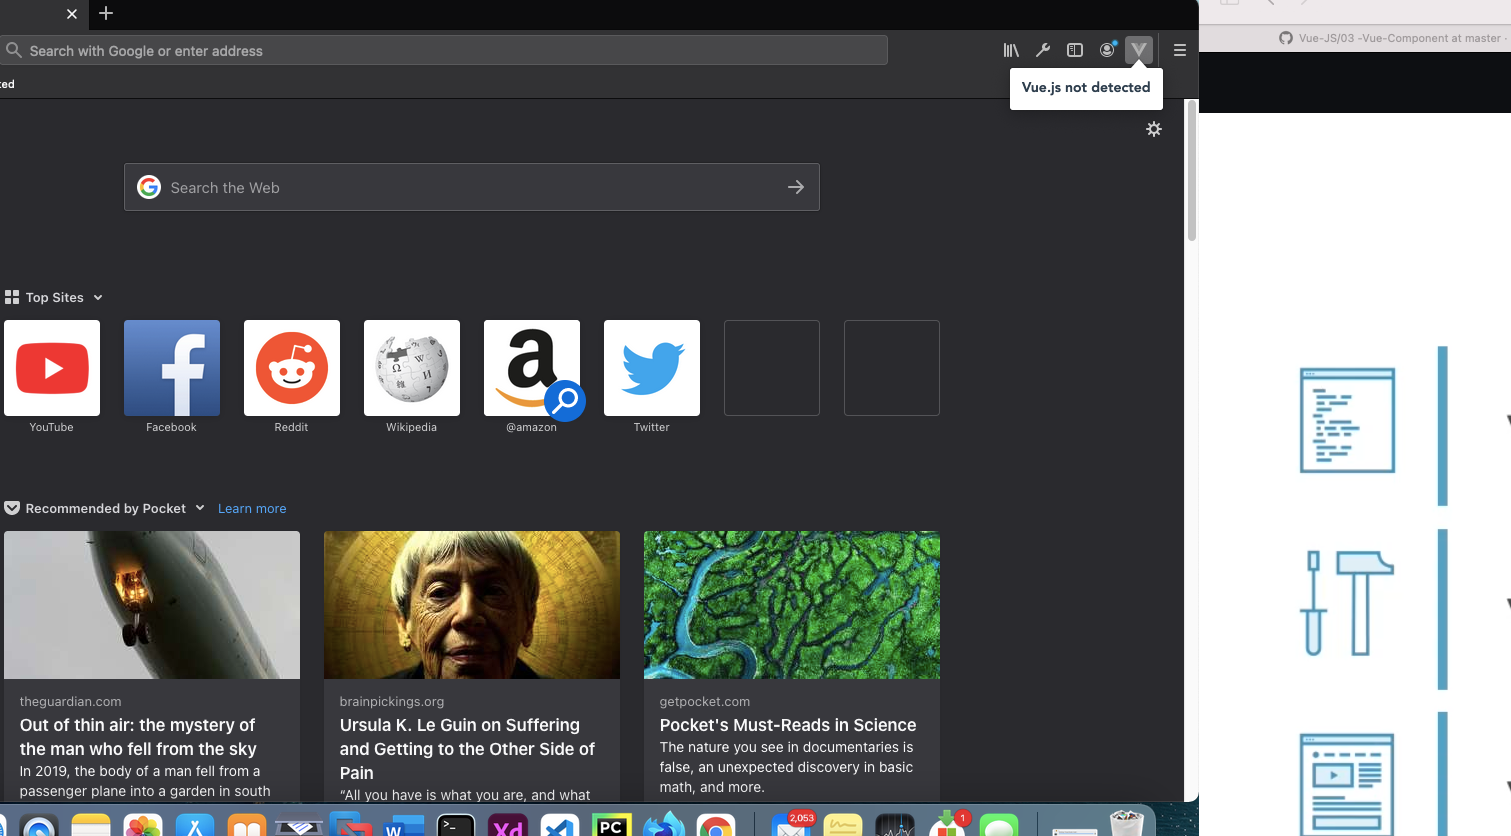 Vue-JS/03 -Vue-Component at master ·
Search with Google or enter address
ted
Vue.js not detected
Search the Web
Top Sites
YouTube
Facebook
Reddit
Wikipedia
@amazon
Twitter
Recommended by Pocket
Learn more
theguardian.com
Out of thin air: the mystery of
the man who fell from the sky
In 2019, the body of a man fell from a
passenger plane into a garden in south
brainpickings.org
Ursula K. Le Guin on Suffering
and Getting to the Other Side of
Pain
“All you have is what you are, and what
getpocket.com
Pocket's Must-Reads in Science
The nature you see in documentaries is
false, an unexpected discovery in basic
math, and more.
W
>_
Xd
PC
2,053
1